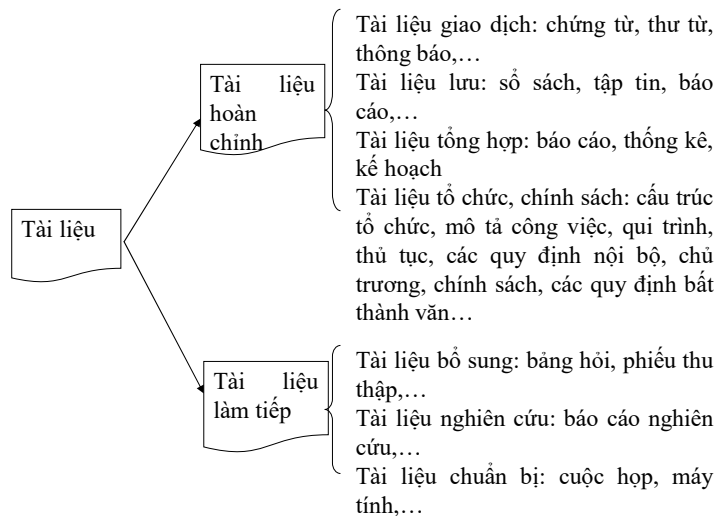 Tài liệu giao dịch: chứng từ, thư từ,
thông báo,…
Tài liệu lưu: sổ sách, tập tin, báo
cáo,…
Tài liệu tổng hợp: báo cáo, thống kê,
kế hoạch
Tài liệu tổ chức, chính sách: cấu trúc
tổ chức, mô tả công việc, qui trình,
thủ tục, các quy định nội bộ, chủ
trương, chính sách, các quy định bất
thành văn…
Tài liệu
hoàn
chỉnh
Tài liệu
Tài liệu
làm tiếp
Tài liệu bổ sung: bảng hỏi, phiếu thu
thập,…
Tài liệu nghiên cứu: báo cáo nghiên
cứu,…
Tài liệu chuẩn bị: cuộc họp, máy
tính,…